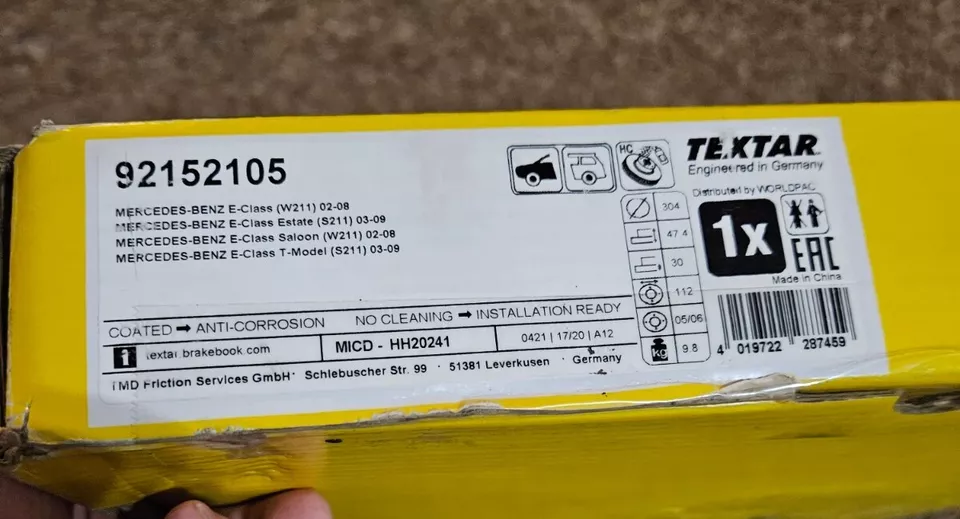 92152105
MERCEDES-BENZ E-Class (W211) 02-08
MERCEDES-BENZ E-Class Estate (S211) 03-09
MERCEDES-BENZ E-Class Saloon (W211) 02-08
MERCEDES-BENZ E-Class T-Model (S211) 03-09
HC
TEXTAR
Engineered in Germany
Distributed by WORLDPAC
304
47.4
30
112
05/06
kg 9.8
1x
EAC
Made in China
4 019722 287459
COATED ➡ ANTI-CORROSION NO CLEANING ➡ INSTALLATION READY
textar.brakebook.com
MICD - HH20241
0421 | 17/20 | A12
TMD Friction Services GmbH · Schlebuscher Str. 99 · 51381 Leverkusen · Germany